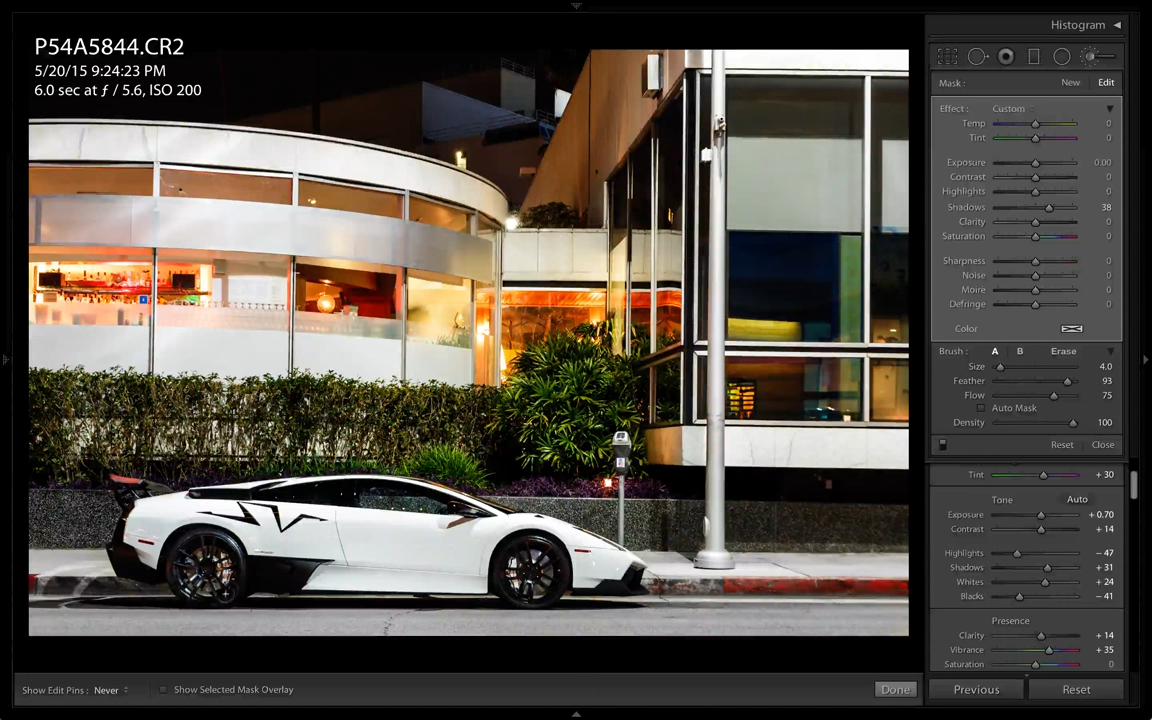 P54A5844.CR2
5/20/15 9:24:23 PM
6.0 sec at ƒ / 5.6, ISO 200
Histogram
Mask : New Edit
Effect : Custom
Temp 0
Tint 0
Exposure 0.00
Contrast 0
Highlights 0
Shadows 38
Clarity 0
Saturation 0
Sharpness 0
Noise 0
Moire 0
Defringe 0
Color
Brush : A B Erase
Size 4.0
Feather 93
Flow 75
Auto Mask
Density 100
Reset Close
Tint + 30
Tone Auto
Exposure + 0.70
Contrast + 14
Highlights – 47
Shadows + 31
Whites + 24
Blacks – 41
Presence
Clarity + 14
Vibrance + 35
Saturation 0
Show Edit Pins : Never Show Selected Mask Overlay Done Previous Reset